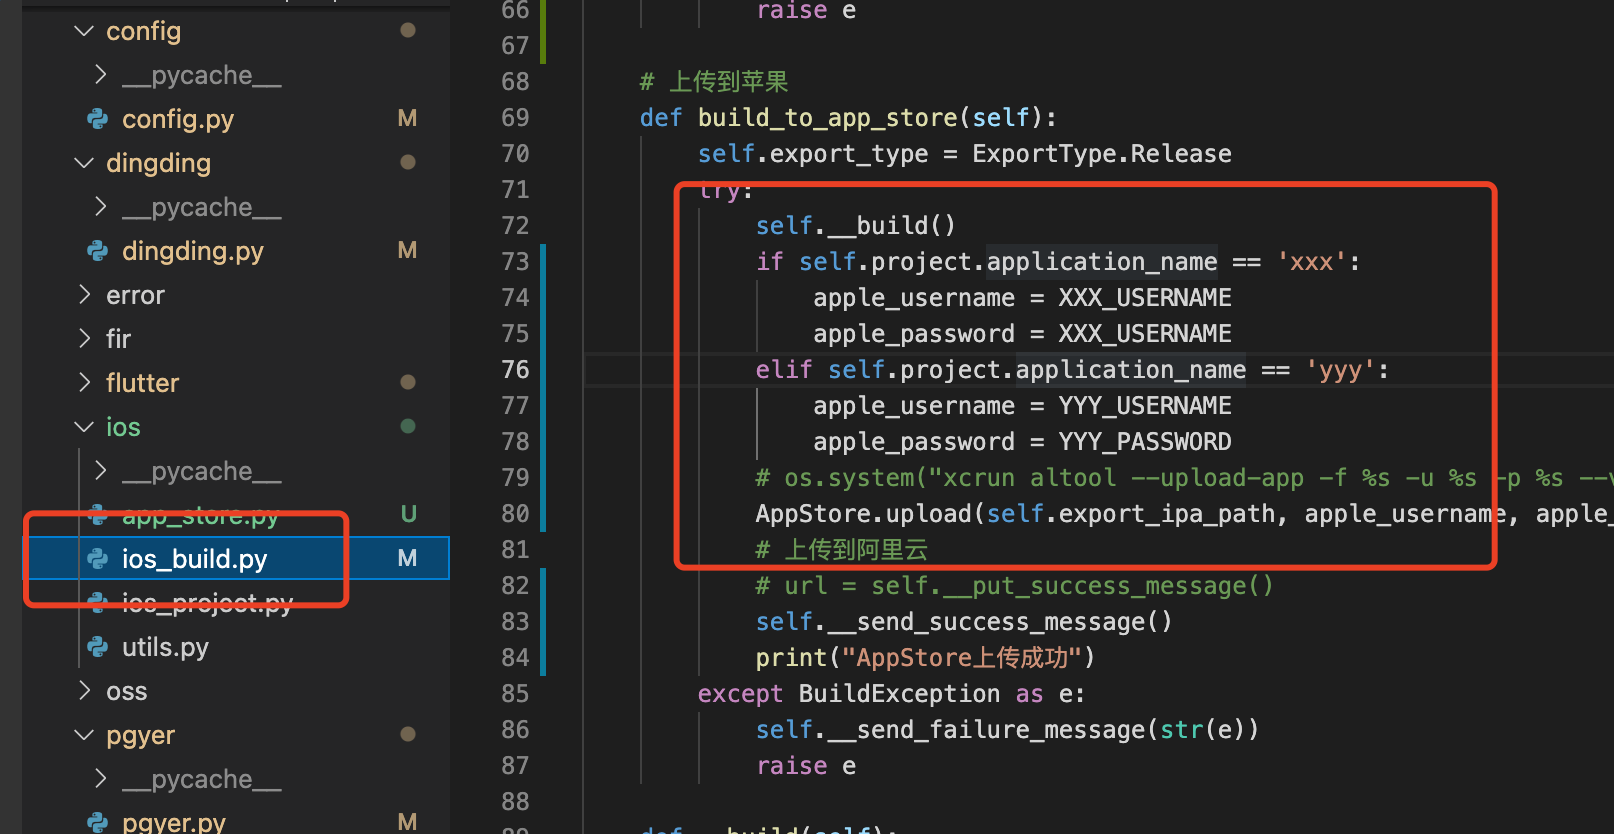 config
__pycache__
config.py M
dingding
__pycache__
dingding.py M
error
fir
flutter
ios
__pycache__
app_store.py U
ios_build.py M
ios_project.py
utils.py
oss
pgyer
__pycache__
pgyer.py M
66 raise e
67
68 # 上传到苹果
69 def build_to_app_store(self):
70 self.export_type = ExportType.Release
71 try:
72 self.__build()
73 if self.project.application_name == 'xxx':
74 apple_username = XXX_USERNAME
75 apple_password = XXX_USERNAME
76 elif self.project.application_name == 'yyy':
77 apple_username = YYY_USERNAME
78 apple_password = YYY_PASSWORD
79 # os.system("xcrun altool --upload-app -f %s -u %s -p %s --v
80 AppStore.upload(self.export_ipa_path, apple_username, apple_
81 # 上传到阿里云
82 # url = self.__put_success_message()
83 self.__send_success_message()
84 print("AppStore上传成功")
85 except BuildException as e:
86 self.__send_failure_message(str(e))
87 raise e
88
89 def __build(self):